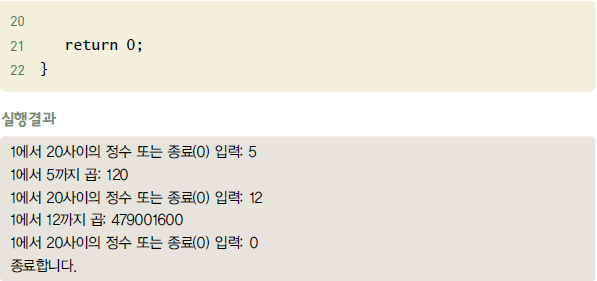 20
21 return 0;
22 }
실행결과
1에서 20사이의 정수 또는 종료(0) 입력: 5
1에서 5까지 곱: 120
1에서 20사이의 정수 또는 종료(0) 입력: 12
1에서 12까지 곱: 479001600
1에서 20사이의 정수 또는 종료(0) 입력: 0
종료합니다.